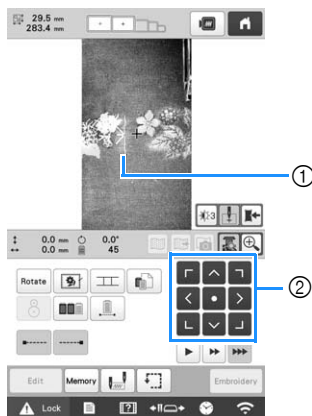 29.5 mm
283.4 mm
①
3
0.0 mm 0.0°
0.0 mm 45
Rotate
②
Edit Memory Embroidery
Lock